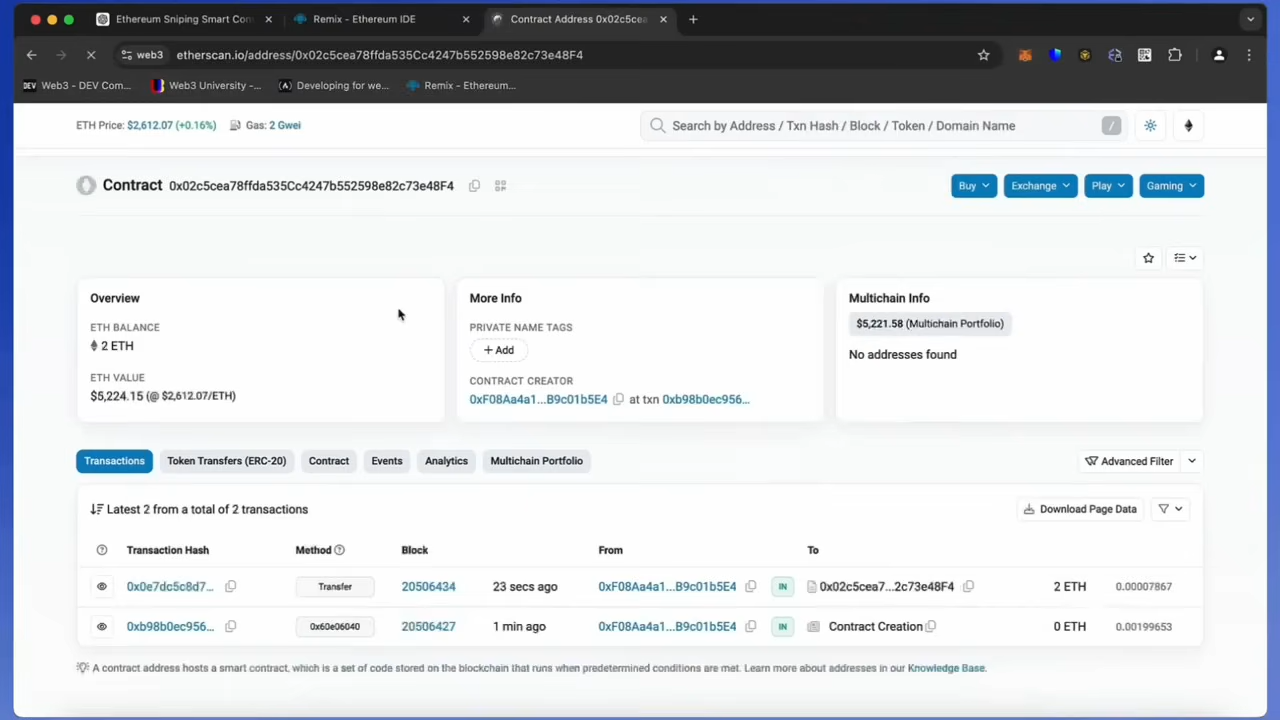 Ethereum Sniping Smart Con
Remix - Ethereum IDE
Contract Address 0x02c5cea
web3
etherscan.io/address/0x02c5cea78ffda535Cc4247b552598e82c73e48F4
DEV Web3 - DEV Com...
Web3 University -...
(A) Developing for we...
Remix - Ethereum...
ETH Price: $2,612.07 (+0.16%)
Gas: 2 Gwei
Search by Address / Txn Hash / Block / Token / Domain Name
/
Contract 0x02c5cea78ffda535Cc4247b552598e82c73e48F4
Buy
Exchange
Play
Gaming
Overview
ETH BALANCE
2 ETH
ETH VALUE
$5,224.15 (@ $2,612.07/ETH)
More Info
PRIVATE NAME TAGS
+ Add
CONTRACT CREATOR
0xF08Aa4a1...B9c01b5E4 at txn 0xb98b0ec956...
Multichain Info
$5,221.58 (Multichain Portfolio)
No addresses found
Transactions
Token Transfers (ERC-20)
Contract
Events
Analytics
Multichain Portfolio
Advanced Filter
Latest 2 from a total of 2 transactions
Download Page Data
Transaction Hash Method Block From To
0x0e7dc5c8d7... Transfer 20506434 23 secs ago 0xF08Aa4a1...B9c01b5E4 IN 0x02c5cea7...2c73e48F4 2 ETH 0.00007867
0xb98b0ec956... 0x60e06040 20506427 1 min ago 0xF08Aa4a1...B9c01b5E4 IN Contract Creation 0 ETH 0.00199653
A contract address hosts a smart contract, which is a set of code stored on the blockchain that runs when predetermined conditions are met. Learn more about addresses in our Knowledge Base.